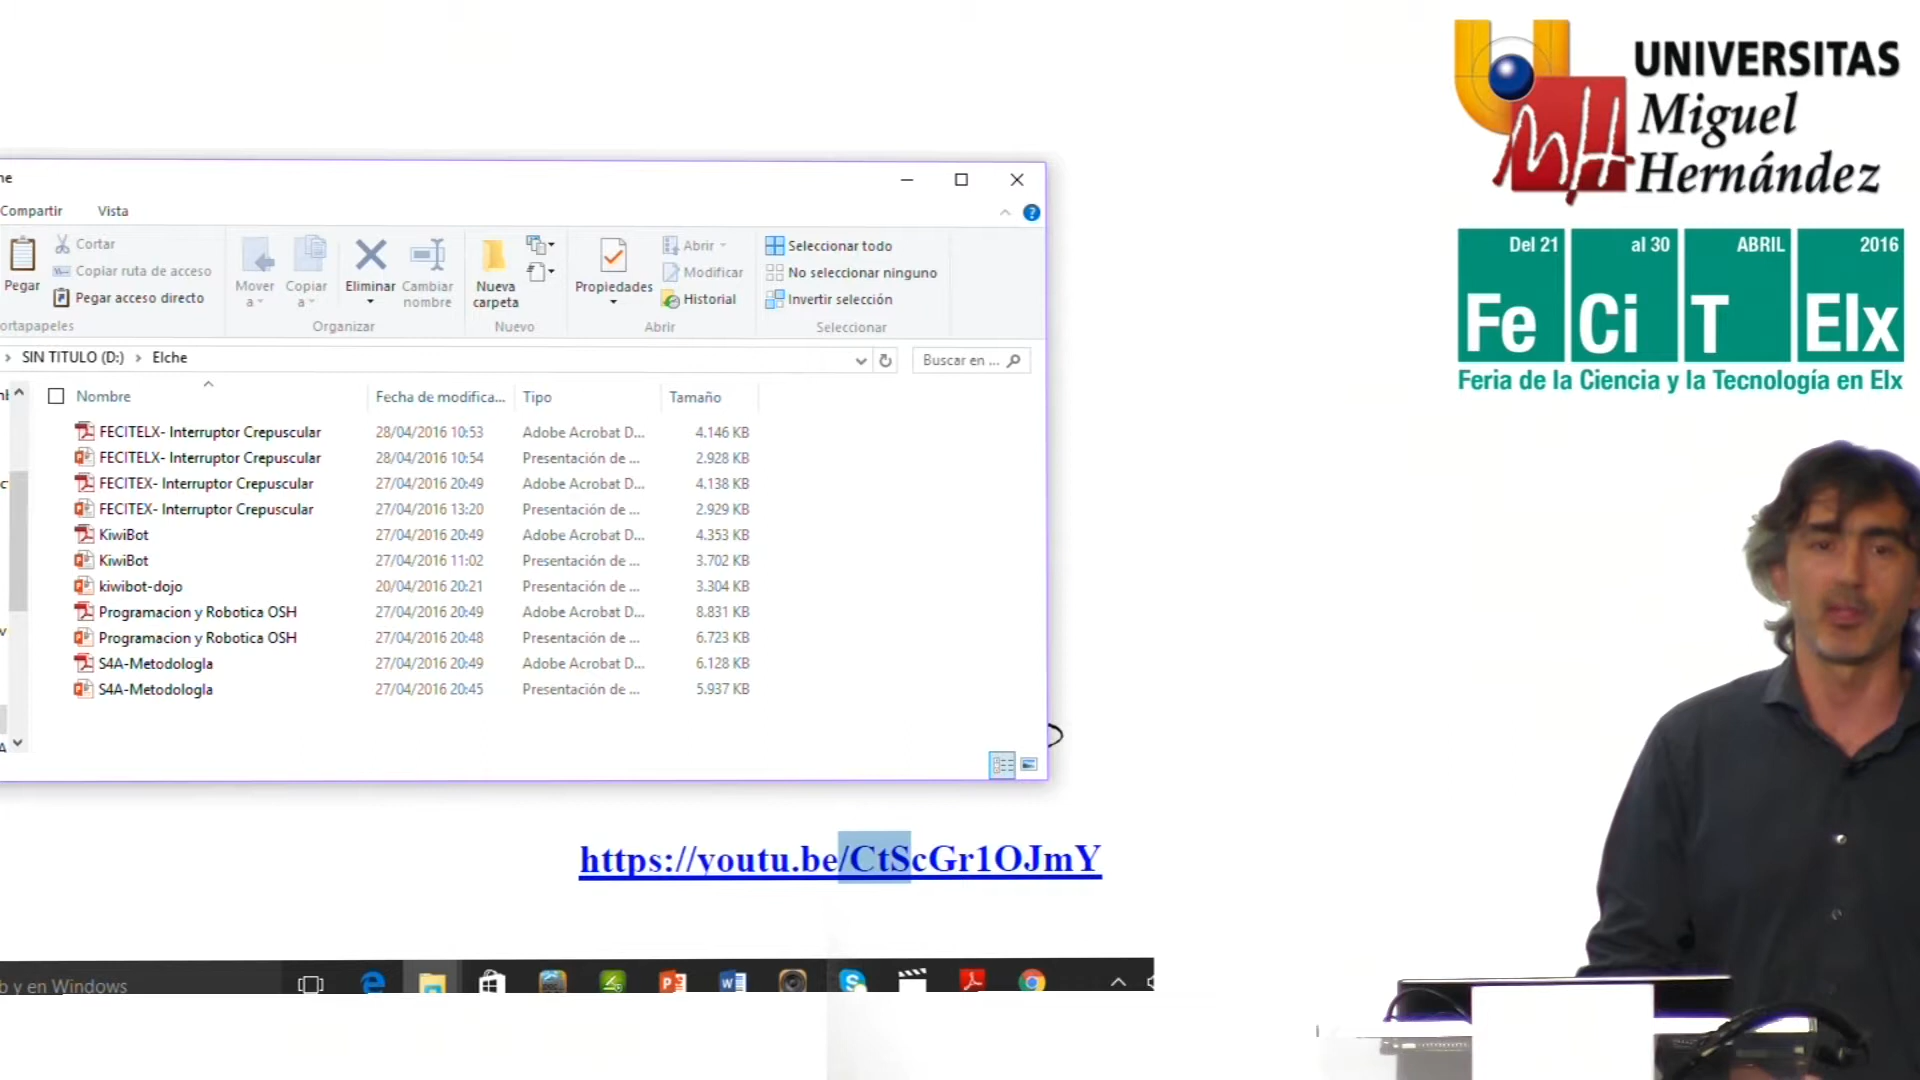 UNIVERSITAS
Miguel
Hernández
Del 21 al 30 ABRIL 2016
Fe Ci T Elx
Feria de la Ciencia y la Tecnología en Elx
he
Compartir Vista
Pegar
Cortar
Copiar ruta de acceso
Pegar acceso directo
ortapapeles
Mover a
Copiar a
Eliminar
Cambiar nombre
Organizar
Nueva carpeta
Nuevo
Propiedades
Abrir
Modificar
Historial
Abrir
Seleccionar todo
No seleccionar ninguno
Invertir selección
Seleccionar
SIN TITULO (D:) › Elche
Buscar en ...
Nombre Fecha de modifica... Tipo Tamaño
FECITELX- Interruptor Crepuscular 28/04/2016 10:53 Adobe Acrobat D... 4.146 KB
FECITELX- Interruptor Crepuscular 28/04/2016 10:54 Presentación de ... 2.928 KB
FECITEX- Interruptor Crepuscular 27/04/2016 20:49 Adobe Acrobat D... 4.138 KB
FECITEX- Interruptor Crepuscular 27/04/2016 13:20 Presentación de ... 2.929 KB
KiwiBot 27/04/2016 20:49 Adobe Acrobat D... 4.353 KB
KiwiBot 27/04/2016 11:02 Presentación de ... 3.702 KB
kiwibot-dojo 20/04/2016 20:21 Presentación de ... 3.304 KB
Programacion y Robotica OSH 27/04/2016 20:49 Adobe Acrobat D... 8.831 KB
Programacion y Robotica OSH 27/04/2016 20:48 Presentación de ... 6.723 KB
S4A-MetodologIa 27/04/2016 20:49 Adobe Acrobat D... 6.128 KB
S4A-MetodologIa 27/04/2016 20:45 Presentación de ... 5.937 KB
https://youtu.be/CtScGr1OJmY
b y en Windows